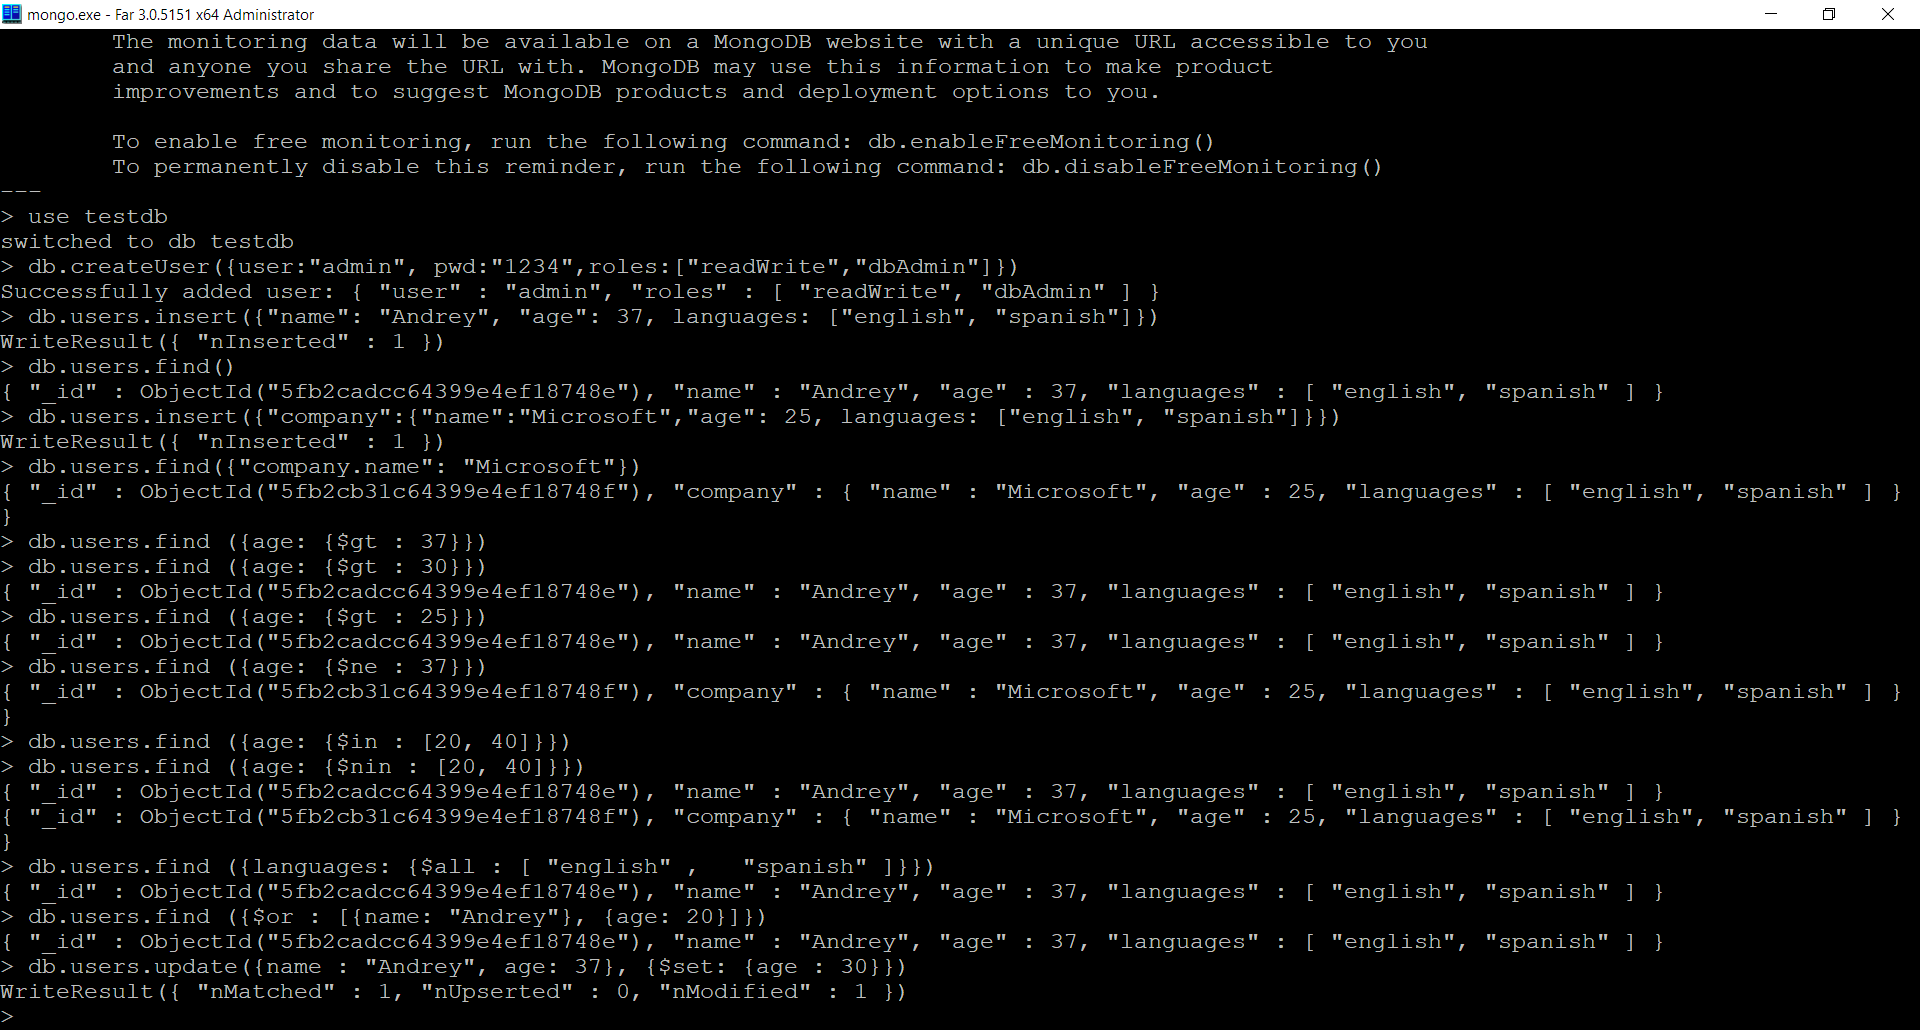 mongo.exe - Far 3.0.5151 x64 Administrator
The monitoring data will be available on a MongoDB website with a unique URL accessible to you
and anyone you share the URL with. MongoDB may use this information to make product
improvements and to suggest MongoDB products and deployment options to you.
To enable free monitoring, run the following command: db.enableFreeMonitoring()
To permanently disable this reminder, run the following command: db.disableFreeMonitoring()
---
> use testdb
switched to db testdb
> db.createUser({user:"admin", pwd:"1234",roles:["readWrite","dbAdmin"]})
Successfully added user: { "user" : "admin", "roles" : [ "readWrite", "dbAdmin" ] }
> db.users.insert({"name": "Andrey", "age": 37, languages: ["english", "spanish"]})
WriteResult({ "nInserted" : 1 })
> db.users.find()
{ "_id" : ObjectId("5fb2cadcc64399e4ef18748e"), "name" : "Andrey", "age" : 37, "languages" : [ "english", "spanish" ] }
> db.users.insert({"company":{"name":"Microsoft","age": 25, languages: ["english", "spanish"]}})
WriteResult({ "nInserted" : 1 })
> db.users.find({"company.name": "Microsoft"})
{ "_id" : ObjectId("5fb2cb31c64399e4ef18748f"), "company" : { "name" : "Microsoft", "age" : 25, "languages" : [ "english", "spanish" ] }
}
> db.users.find ({age: {$gt : 37}})
> db.users.find ({age: {$gt : 30}})
{ "_id" : ObjectId("5fb2cadcc64399e4ef18748e"), "name" : "Andrey", "age" : 37, "languages" : [ "english", "spanish" ] }
> db.users.find ({age: {$gt : 25}})
{ "_id" : ObjectId("5fb2cadcc64399e4ef18748e"), "name" : "Andrey", "age" : 37, "languages" : [ "english", "spanish" ] }
> db.users.find ({age: {$ne : 37}})
{ "_id" : ObjectId("5fb2cb31c64399e4ef18748f"), "company" : { "name" : "Microsoft", "age" : 25, "languages" : [ "english", "spanish" ] }
}
> db.users.find ({age: {$in : [20, 40]}})
> db.users.find ({age: {$nin : [20, 40]}})
{ "_id" : ObjectId("5fb2cadcc64399e4ef18748e"), "name" : "Andrey", "age" : 37, "languages" : [ "english", "spanish" ] }
{ "_id" : ObjectId("5fb2cb31c64399e4ef18748f"), "company" : { "name" : "Microsoft", "age" : 25, "languages" : [ "english", "spanish" ] }
}
> db.users.find ({languages: {$all : [ "english" ,   "spanish" ]}})
{ "_id" : ObjectId("5fb2cadcc64399e4ef18748e"), "name" : "Andrey", "age" : 37, "languages" : [ "english", "spanish" ] }
> db.users.find ({$or : [{name: "Andrey"}, {age: 20}]})
{ "_id" : ObjectId("5fb2cadcc64399e4ef18748e"), "name" : "Andrey", "age" : 37, "languages" : [ "english", "spanish" ] }
> db.users.update({name : "Andrey", age: 37}, {$set: {age : 30}})
WriteResult({ "nMatched" : 1, "nUpserted" : 0, "nModified" : 1 })
>